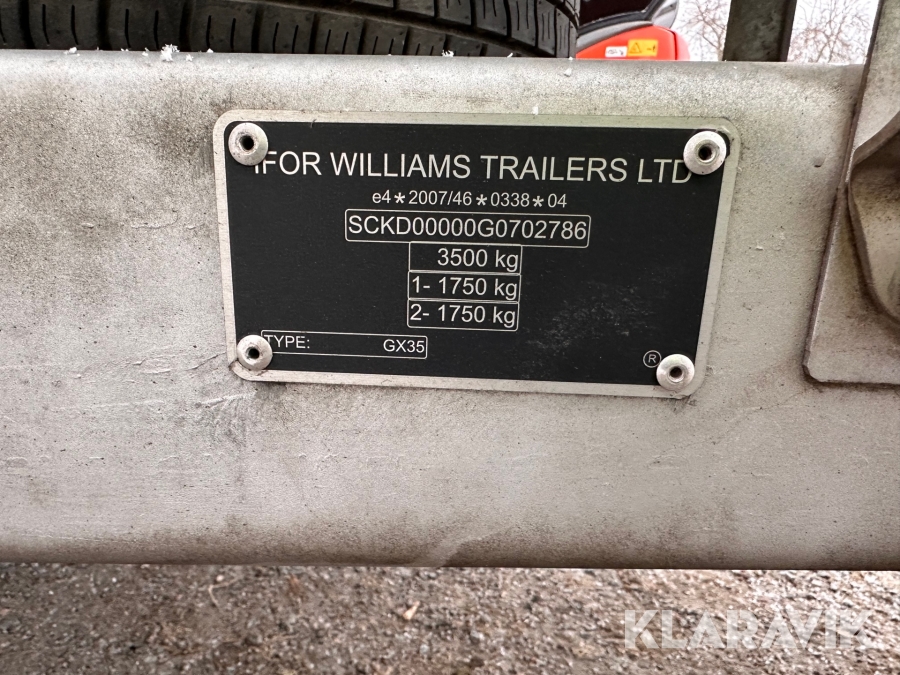 IFOR WILLIAMS TRAILERS LTD
e4*2007/46*0338*04
SCKD00000G0702786
3500 kg
1- 1750 kg
2- 1750 kg
TYPE: GX35
®
KLARAVIK